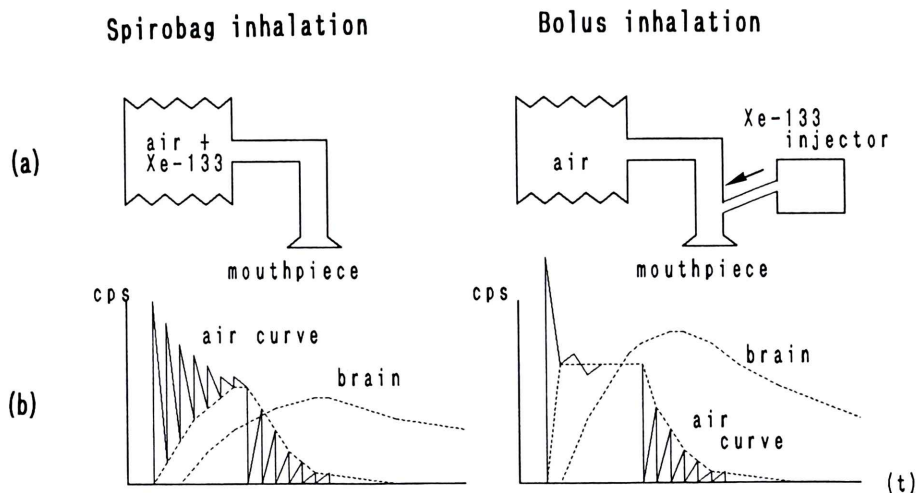 Spirobag inhalation
Bolus inhalation
(a)
air +
Xe-133
mouthpiece
air
Xe-133
injector
mouthpiece
(b)
cps
air curve
brain
cps
brain
air
curve
(t)